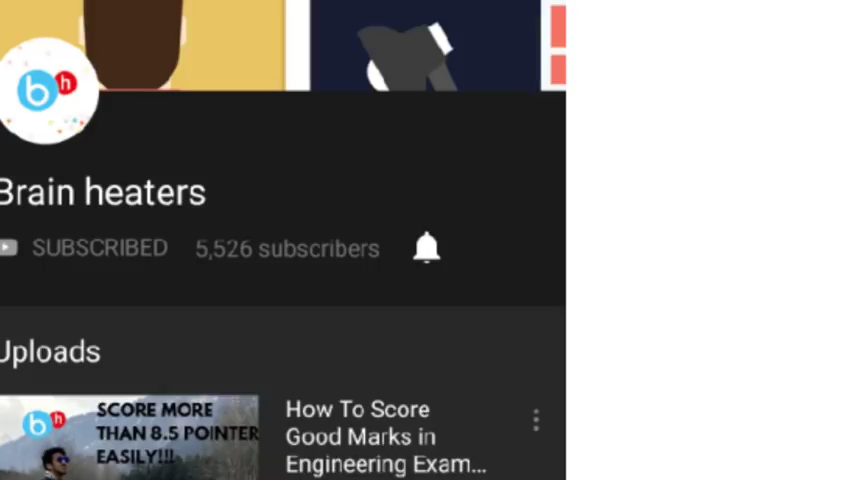 b h
Brain heaters
SUBSCRIBED 5,526 subscribers
Uploads
b h
SCORE MORE
THAN 8.5 POINTER
EASILY!!!
How To Score
Good Marks in
Engineering Exam...